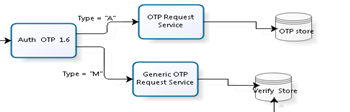 Type = "A"
OTP Request
Service
OTP store
Auth OTP 1.6
Type = "M"
Generic OTP
Request Service
Verify Store